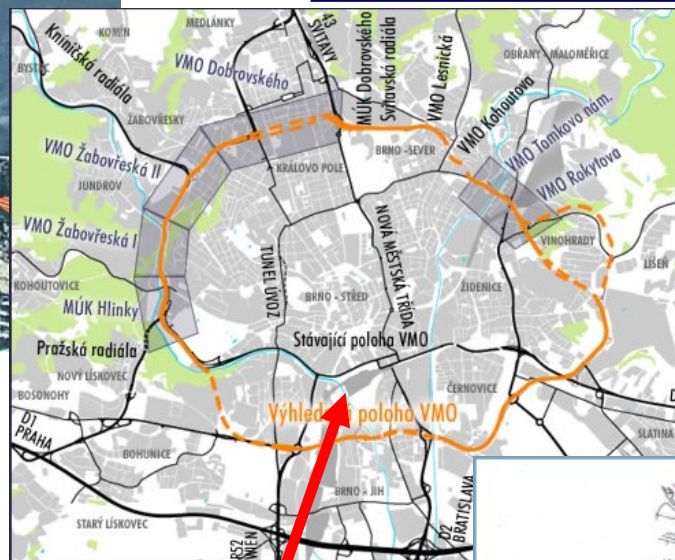 MEDLÁNKY
KOMÍN
BYSTRC
Kníničská radiála
43
SVITAVY
ŽABOVŘESKY
VMO Dobrovského
MÚK Dobrovského
Svitavská radiála
VMO Lesnická
OBŘANY - MALOMĚŘICE
VMO Kohoutova
VMO Tomkovo nám.
VMO Rokytova
VMO Žabovřeská II
JUNDROV
KRÁLOVO POLE
BRNO -SEVER
VMO Žabovřeská I
KOHOUTOVICE
MÚK Hlinky
TUNEL ÚVOZ
BRNO - STŘED
NOVÁ MĚSTSKÁ TŘÍDA
VINOHRADY
LÍŠEŇ
ŽIDENICE
Pražská radiála
Stávající poloha VMO
NOVÝ LÍSKOVEC
BOSONOHY
Výhled poloha VMO
ČERNOVICE
D1
PRAHA
BOHUNICE
SLATINA
STARÝ LÍSKOVEC
BRNO - JIH
R52
WIEN
D2
BRATISLAVA